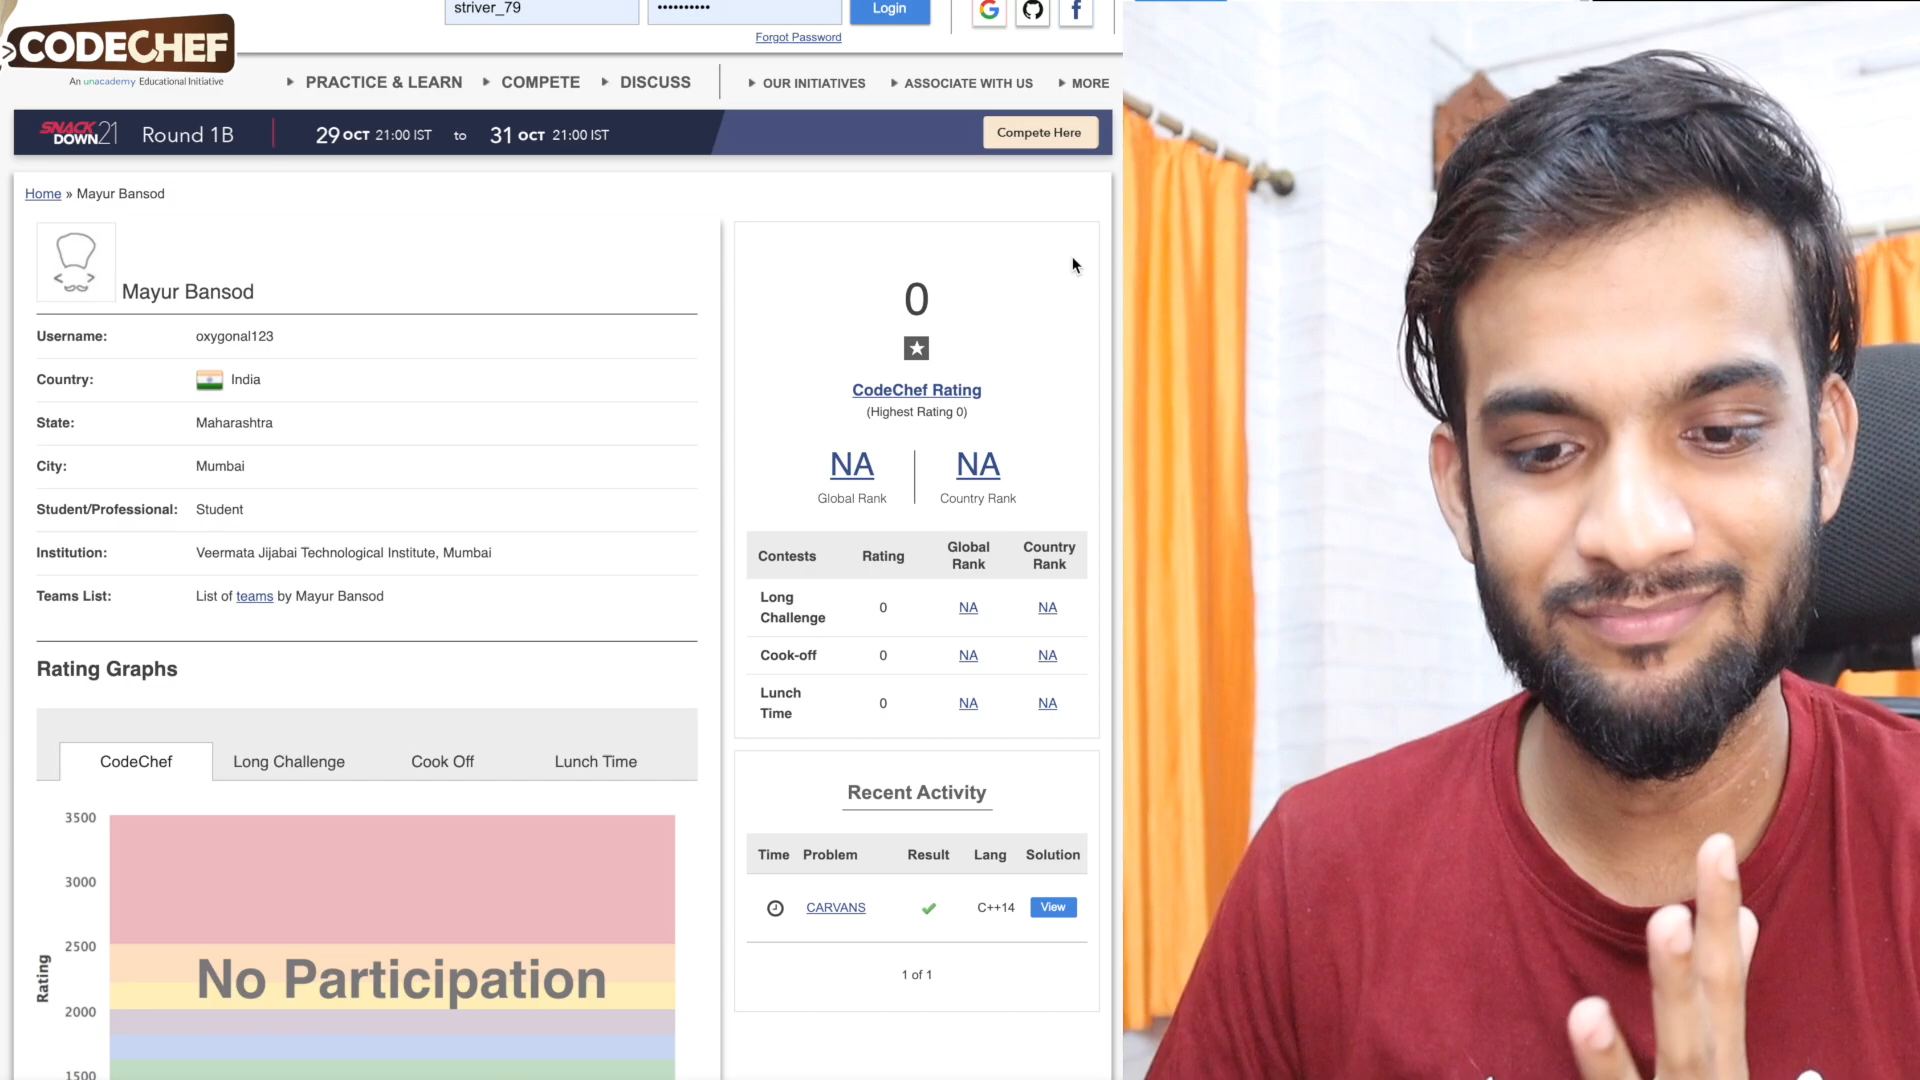 striver_79
••••••••••
Login
Forgot Password
CODECHEF
An unacademy Educational Initiative
PRACTICE & LEARN
COMPETE
DISCUSS
OUR INITIATIVES
ASSOCIATE WITH US
MORE
SNACK DOWN 21
Round 1B
29 OCT 21:00 IST to 31 OCT 21:00 IST
Compete Here
Home » Mayur Bansod
Mayur Bansod
Username: oxygonal123
Country: India
State: Maharashtra
City: Mumbai
Student/Professional: Student
Institution: Veermata Jijabai Technological Institute, Mumbai
Teams List: List of teams by Mayur Bansod
Rating Graphs
CodeChef
Long Challenge
Cook Off
Lunch Time
3500
3000
2500
2000
1500
Rating
No Participation
0
CodeChef Rating
(Highest Rating 0)
NA
Global Rank
NA
Country Rank
Contests Rating Global Rank Country Rank
Long Challenge 0 NA NA
Cook-off 0 NA NA
Lunch Time 0 NA NA
Recent Activity
Time Problem Result Lang Solution
CARVANS C++14 View
1 of 1